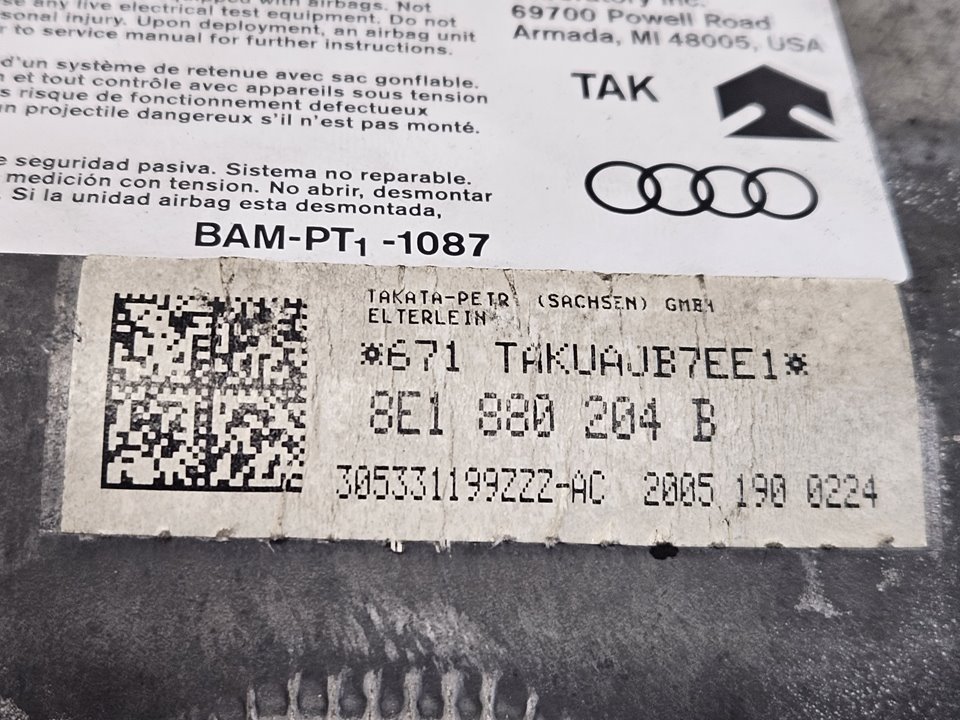 with airbags. Not
any live electrical test equipment. Do not
injury. Upon deployment, an airbag unit
to service manual for further instructions.
d'un système de retenue avec sac gonflable.
et tout contrôle avec appareils sous tension
risque de fonctionnement defectueux
un projectile dangereux s'il n'est pas monté.
seguridad pasiva. Sistema no reparable.
medición con tension. No abrir, desmontar
Si la unidad airbag esta desmontada,
BAM-PT1 -1087
69700 Powell Road
Armada, MI 48005, USA
TAK
TAKATA-PETRI (SACHSEN) GMBH
ELTERLEIN
*671 TAKUAJB7EE1*
8E1 880 204 B
305331199ZZZ-AC 2005 190 0224